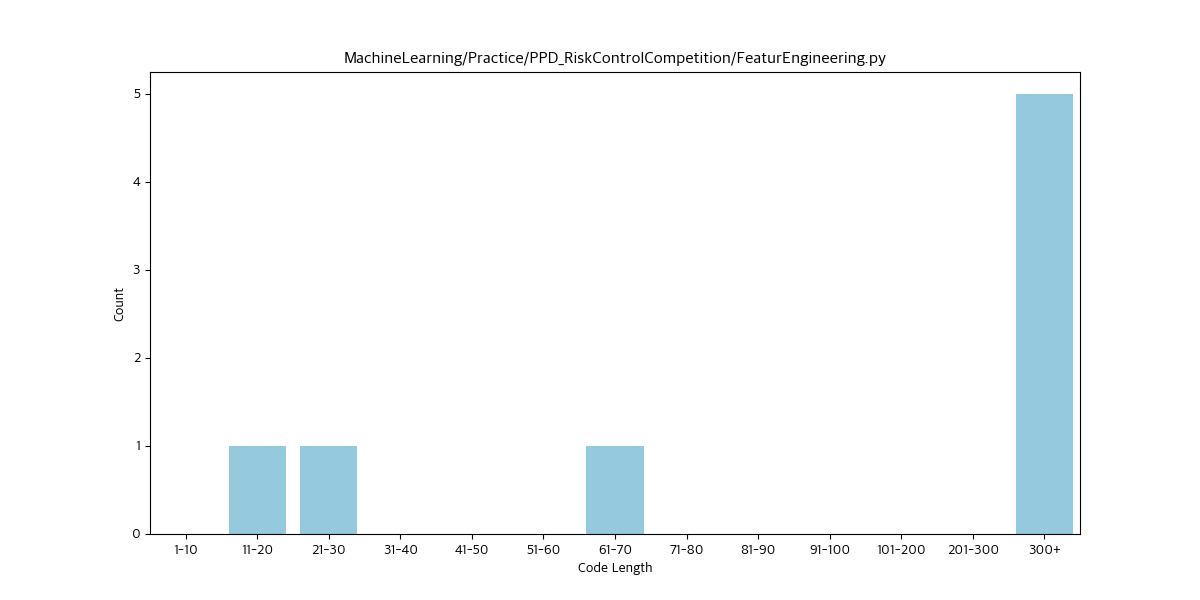 MachineLearning/Practice/PPD_RiskControlCompetition/FeaturEngineering.py
5
4
3
2
1
0
Count
1-10 11-20 21-30 31-40 41-50 51-60 61-70 71-80 81-90 91-100 101-200 201-300 300+
Code Length